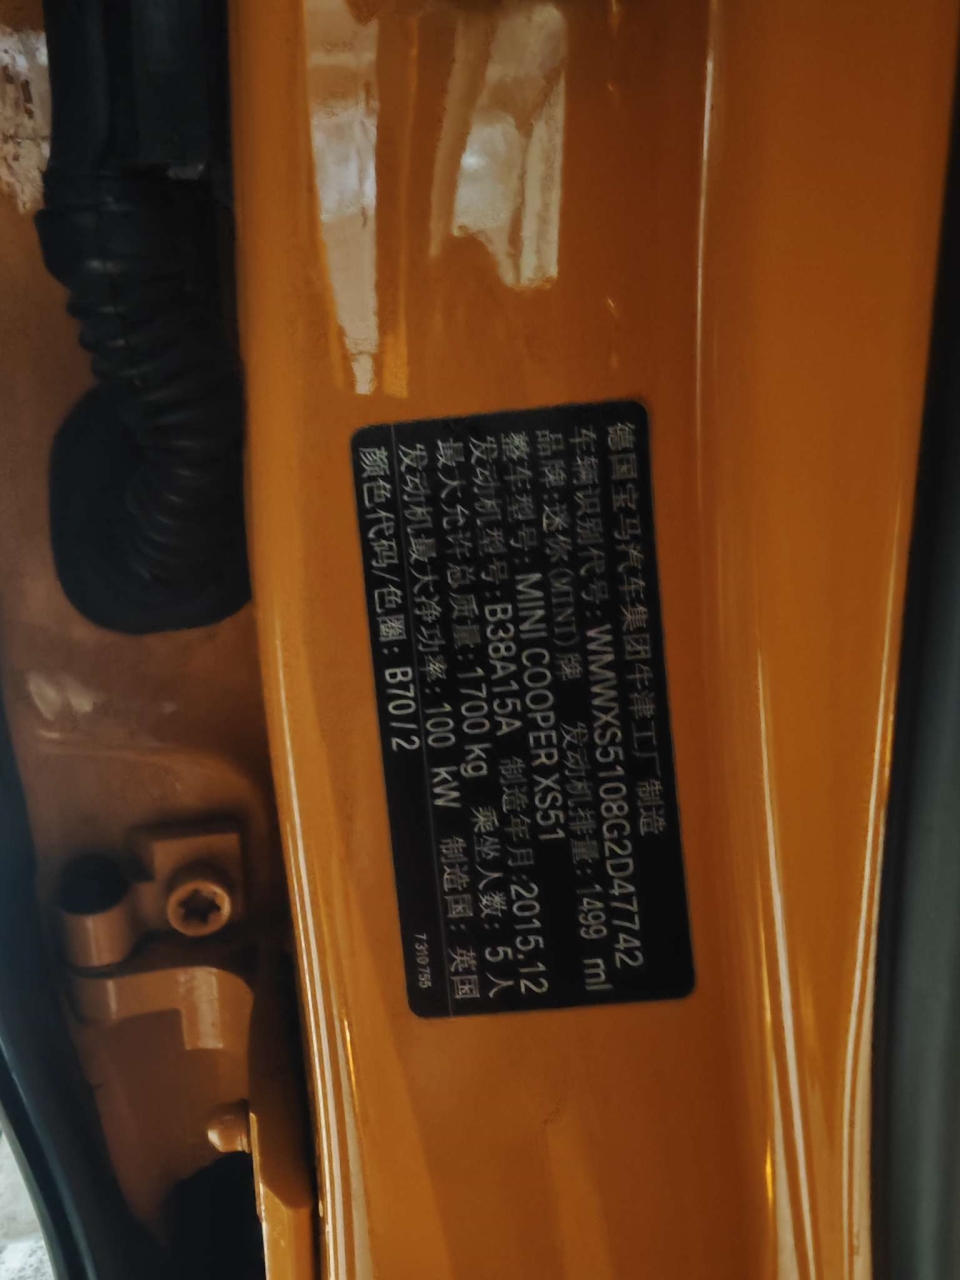 德国宝马汽车集团牛津工厂制造
车辆识别代号: WMWXS5108G2D47742
品牌:迷你(MINI)牌 发动机排量:1499 ml
整车型号: MINI COOPER XS51
发动机型号: B38A15A 制造年月:2015.12
最大允许总质量:1700 kg 乘坐人数: 5 人
发动机最大净功率: 100 kW 制造国: 英国
颜色代码/色圈: B70 / 2
7319755